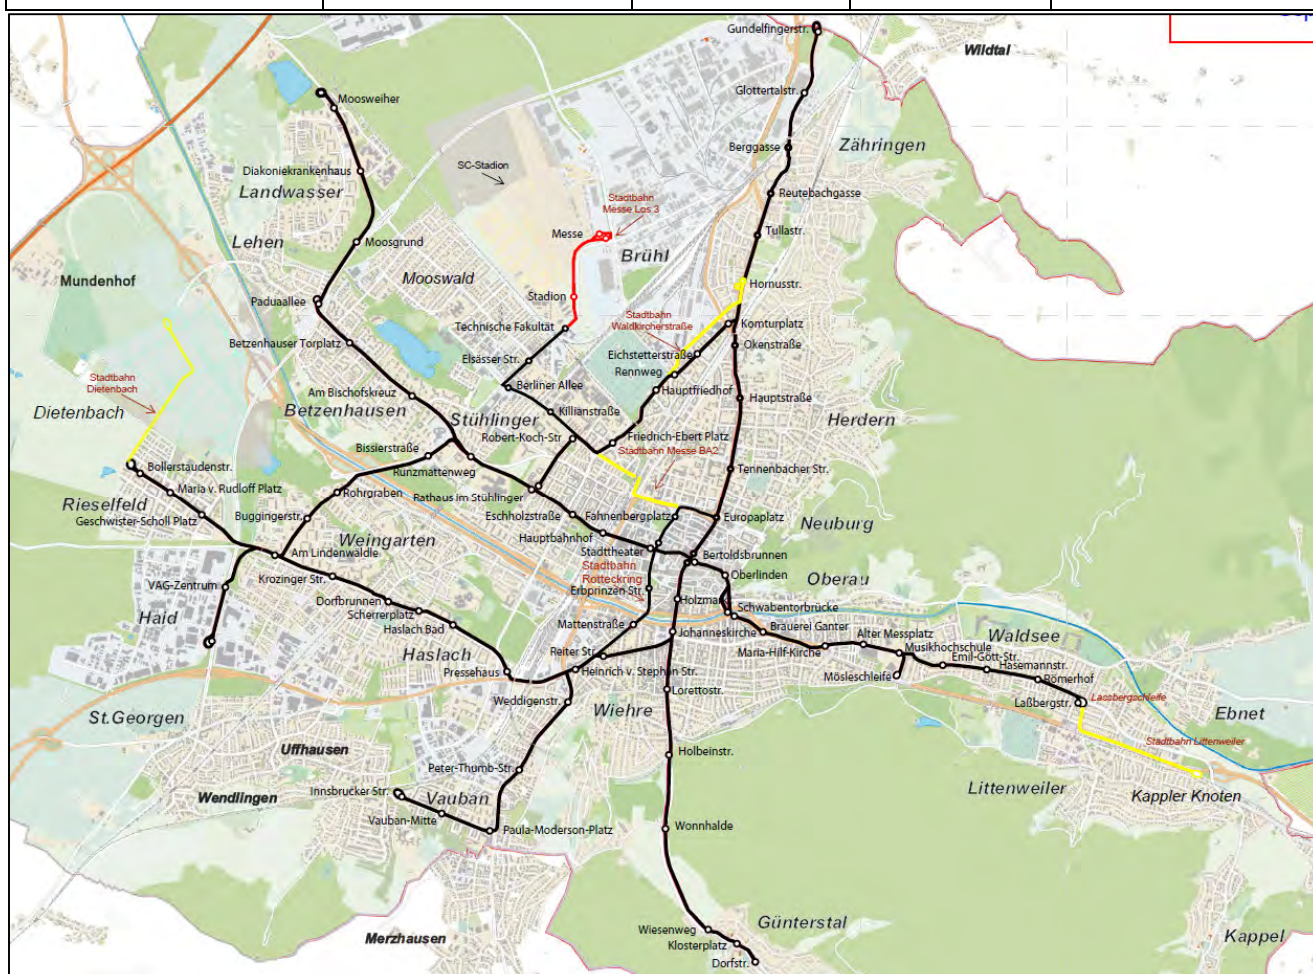 Gundelfingerstr.
Wildtal
Glottertalstr.
Moosweiher
Berggasse
Zähringen
SC-Stadion
Diakoniekrankenhaus
Landwasser
Reutebachgasse
Stadtbahn
Messe Los 3
Messe
Tullastr.
Lehen
Moosgrund
Brühl
Mooswald
Mundenhof
Hornusstr.
Paduaallee
Stadion
Stadtbahn
Waldkircherstraße
Technische Fakultät
Komturplatz
Betzenhauser Torplatz
Okenstraße
Eichstetterstraße
Elsässer Str.
Rennweg
Stadtbahn
Dietenbach
Berliner Allee
Hauptfriedhof
Am Bischofskreuz
Hauptstraße
Dietenbach
Betzenhausen
Killianstraße
Stühlinger
Herdern
Robert-Koch-Str
Friedrich-Ebert Platz
Bissierstraße
Stadtbahn Messe BA2
Bollerstaudenstr.
Runzmattenweg
Tennenbacher Str.
Maria v. Rudloff Platz
Rohrgraben
Rathaus im Stühlinger
Rieselfeld
Geschwister-Scholl Platz
Buggingerstr.
Eschholzstraße
Fahnenbergplatz
Europaplatz
Neuburg
Weingarten
Hauptbahnhof
Am Lindenwäldle
Stadttheater
Bertoldsbrunnen
Stadtbahn
Rotteckring
Krozinger Str.
Oberlinden
Oberau
VAG-Zentrum
Erbprinzen Str.
Dorfbrunnen
Holzmarkt
Haid
Scherrerplatz
Schwabentorbrücke
Haslach Bad
Mattenstraße
Johanneskirche
Brauerei Ganter
Waldsee
Alter Messplatz
Maria-Hilf-Kirche
Musikhochschule
Haslach
Reiter Str.
Emil-Gött-Str.
Pressehaus
Heinrich v. Stephan Str.
Hasemannstr.
Mösleschleife
Römerhof
Lorettostr.
Weddigenstr.
Laßbergstr.
Lassbergschleife
St.Georgen
Wiehre
Ebnet
Stadtbahn Littenweiler
Uffhausen
Holbeinstr.
Peter-Thumb-Str.
Innsbrucker Str.
Littenweiler
Wendlingen
Vauban
Kappler Knoten
Vauban-Mitte
Paula-Moderson-Platz
Wonnhalde
Günterstal
Wiesenweg
Merzhausen
Klosterplatz
Kappel
Dorfstr.